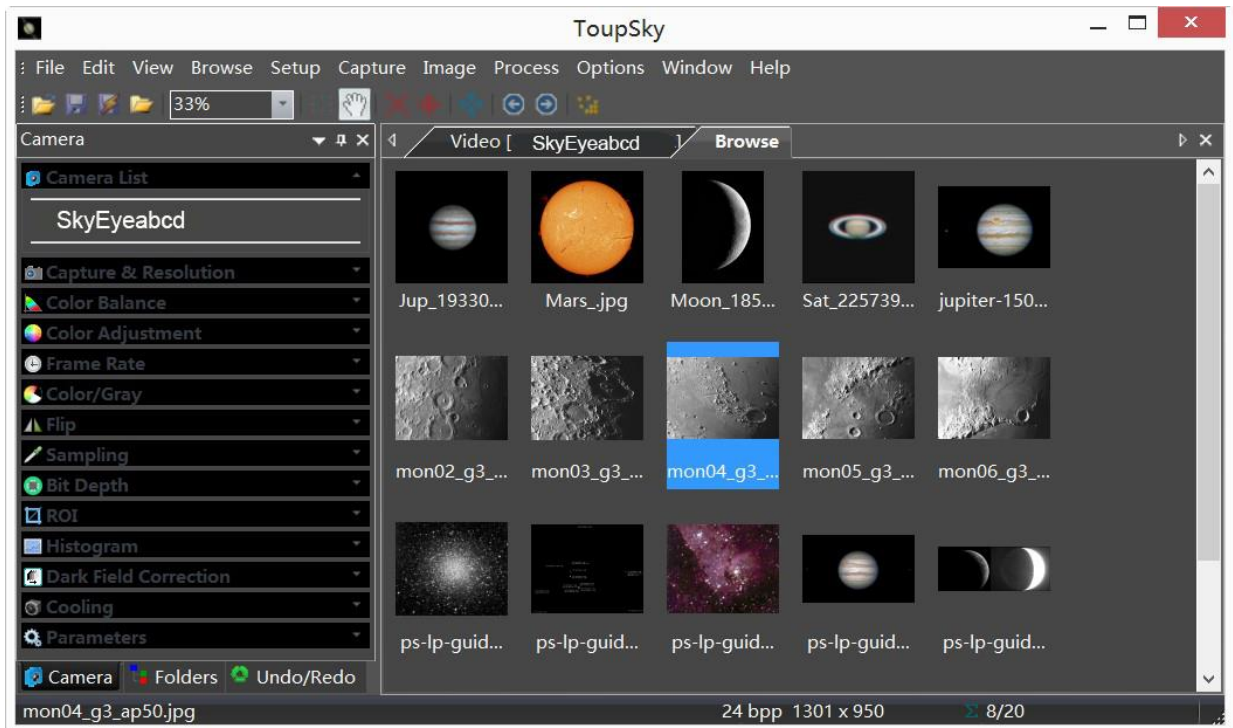 ToupSky
File Edit View Browse Setup Capture Image Process Options Window Help
33%
Camera
Video [ SkyEyeabcd ]
Browse
Camera List
SkyEyeabcd
Capture & Resolution
Color Balance
Color Adjustment
Frame Rate
Color/Gray
Flip
Sampling
Bit Depth
ROI
Histogram
Dark Field Correction
Cooling
Parameters
Camera Folders Undo/Redo
Jup_19330... Mars_.jpg Moon_185... Sat_225739... jupiter-150...
mon02_g3_... mon03_g3_... mon04_g3_... mon05_g3_... mon06_g3_...
ps-lp-guid... ps-lp-guid... ps-lp-guid... ps-lp-guid... ps-lp-guid...
mon04_g3_ap50.jpg 24 bpp 1301 x 950 Σ 8/20